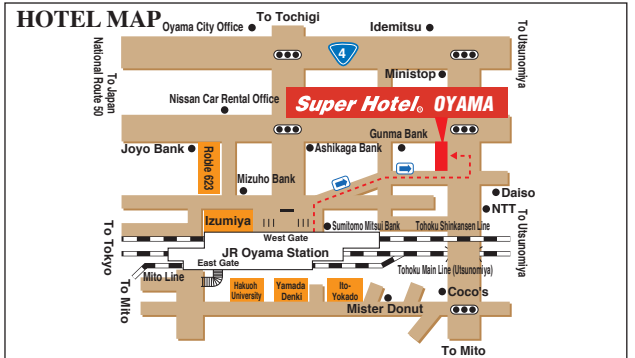 HOTEL MAP
Oyama City Office
To Tochigi
Idemitsu
To Utsunomiya
4
To Japan
National Route 50
Ministop
Nissan Car Rental Office
Super Hotel® OYAMA
Gunma Bank
Joyo Bank
Roble 623
Ashikaga Bank
Mizuho Bank
Daiso
NTT
Izumiya
Sumitomo Mitsui Bank
Tohoku Shinkansen Line
To Utsunomiya
To Tokyo
West Gate
JR Oyama Station
East Gate
Tohoku Main Line (Utsunomiya)
Mito Line
To Mito
Hakuoh
University
Yamada
Denki
Ito-
Yokado
Coco's
Mister Donut
To Mito